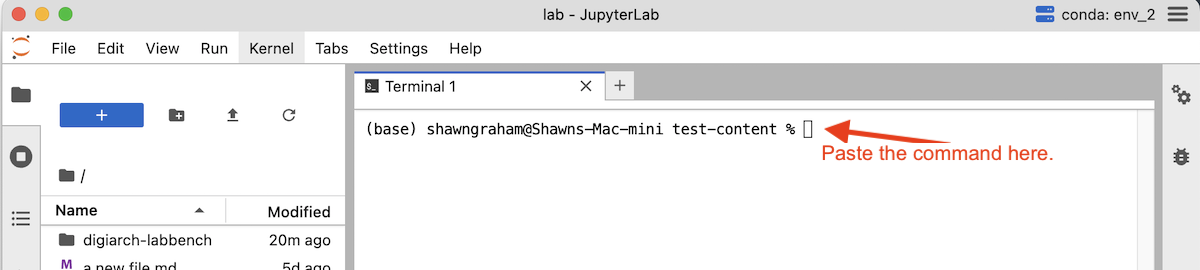 lab - JupyterLab
conda: env_2
File Edit View Run Kernel Tabs Settings Help
Terminal 1
(base) shawngraham@Shawns-Mac-mini test-content %
Paste the command here.
/
Name Modified
digiarch-labbench 20m ago
M a new file.md 5d ago